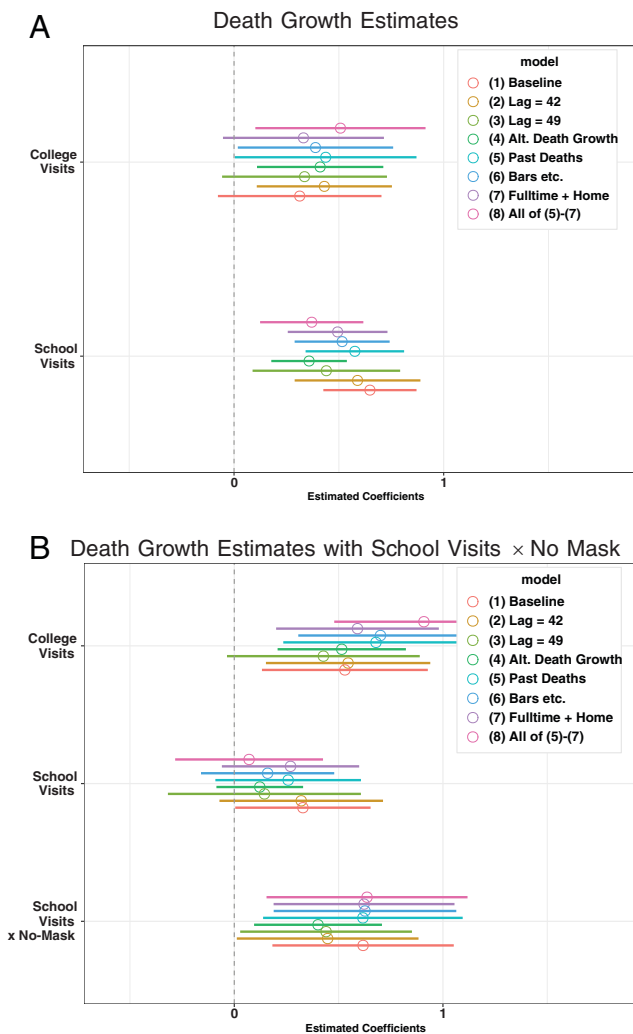 A
Death Growth Estimates
model
(1) Baseline
(2) Lag = 42
(3) Lag = 49
(4) Alt. Death Growth
(5) Past Deaths
(6) Bars etc.
(7) Fulltime + Home
(8) All of (5)-(7)
College
Visits
School
Visits
0
1
Estimated Coefficients
B
Death Growth Estimates with School Visits × No Mask
model
(1) Baseline
(2) Lag = 42
(3) Lag = 49
(4) Alt. Death Growth
(5) Past Deaths
(6) Bars etc.
(7) Fulltime + Home
(8) All of (5)-(7)
College
Visits
School
Visits
School
Visits
x No-Mask
0
1
Estimated Coefficients